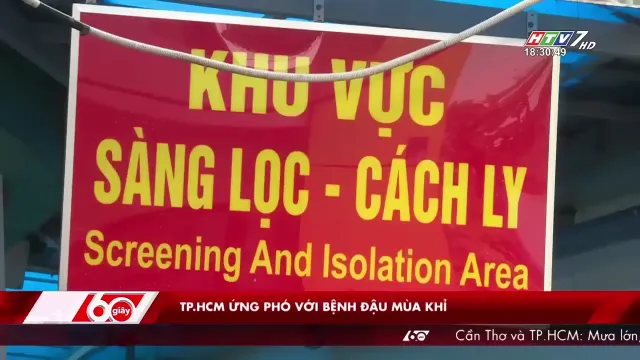 HTV7 HD
18:30:49
KHU VỰC
SÀNG LỌC - CÁCH LY
Screening And Isolation Area
60 giây
TP.HCM ỨNG PHÓ VỚI BỆNH ĐẬU MÙA KHỈ
60
Cần Thơ và TP.HCM: Mưa lớn